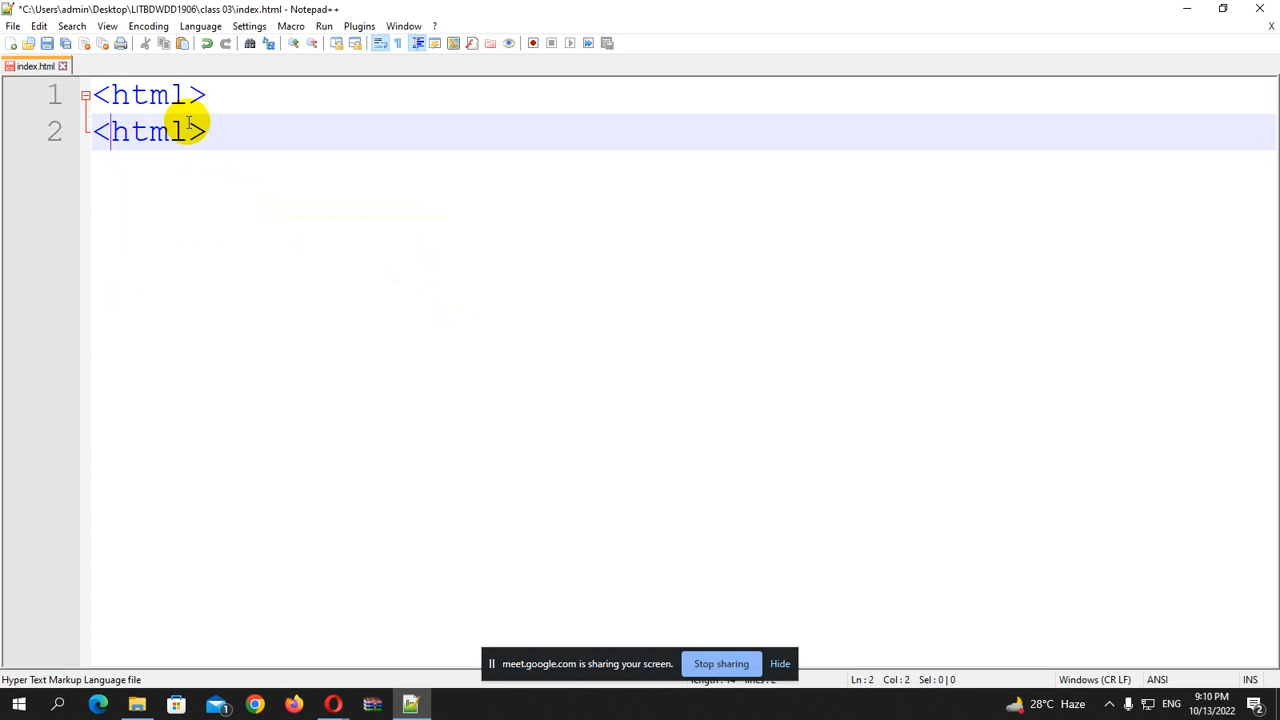 *C:\Users\admin\Desktop\LITBDWDD1906\class 03\index.html - Notepad++
File Edit Search View Encoding Language Settings Macro Run Plugins Window ?
X
index.html
1 <html>
2 <html>
meet.google.com is sharing your screen. Stop sharing Hide
Hyper Text Markup Language file Ln: 2 Col: 2 Sel: 0 | 0 Windows (CR LF) ANSI INS
1 28°C Haze ENG 9:10 PM
10/13/2022 2